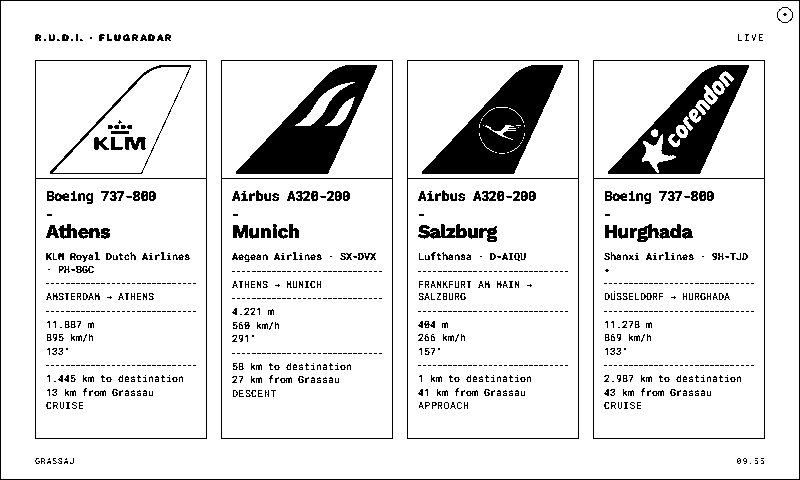 R.U.D.I. · FLUGRADAR
LIVE
KLM
Boeing 737-800
-
Athens
KLM Royal Dutch Airlines
· PH-BGC
AMSTERDAM → ATHENS
11.887 m
895 km/h
133°
1.445 km to destination
13 km from Grassau
CRUISE
Airbus A320-200
-
Munich
Aegean Airlines · SX-DVX
ATHENS → MUNICH
4.221 m
560 km/h
291°
58 km to destination
27 km from Grassau
DESCENT
Airbus A320-200
-
Salzburg
Lufthansa · D-AIQU
FRANKFURT AM MAIN →
SALZBURG
404 m
266 km/h
157°
1 km to destination
41 km from Grassau
APPROACH
corendon
Boeing 737-800
-
Hurghada
Shanxi Airlines · 9H-TJD
DÜSSELDORF → HURGHADA
11.278 m
869 km/h
133°
2.987 km to destination
43 km from Grassau
CRUISE
GRASSAU
09.55